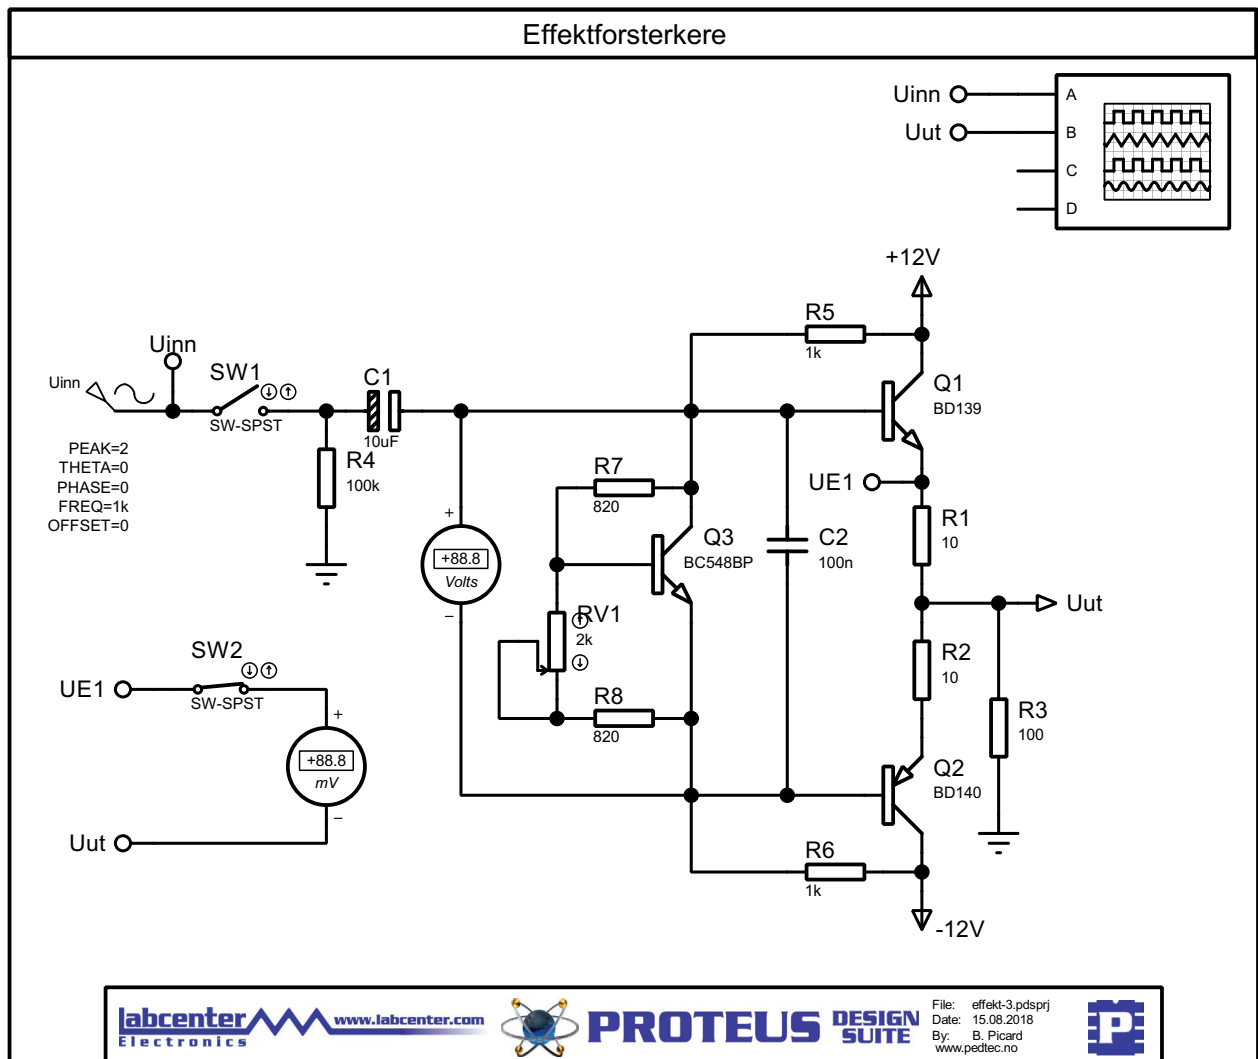 Effektforsterkere
Uinn
A
Uut
B
C
D
+12V
R5
1k
Uinn
SW1
SW-SPST
C1
10uF
Q1
BD139
Uinn
PEAK=2
THETA=0
PHASE=0
FREQ=1k
OFFSET=0
R4
100k
R7
820
UE1
R1
10
+
+88.8
Volts
−
Q3
BC548BP
C2
100n
RV1
2k
Uut
SW2
SW-SPST
UE1
R2
10
R8
820
R3
100
+
+88.8
mV
−
Q2
BD140
Uut
R6
1k
-12V
labcenter www.labcenter.com
Electronics
PROTEUS DESIGN SUITE
File: effekt-3.pdsprj
Date: 15.08.2018
By: B. Picard
www.pedtec.no
P